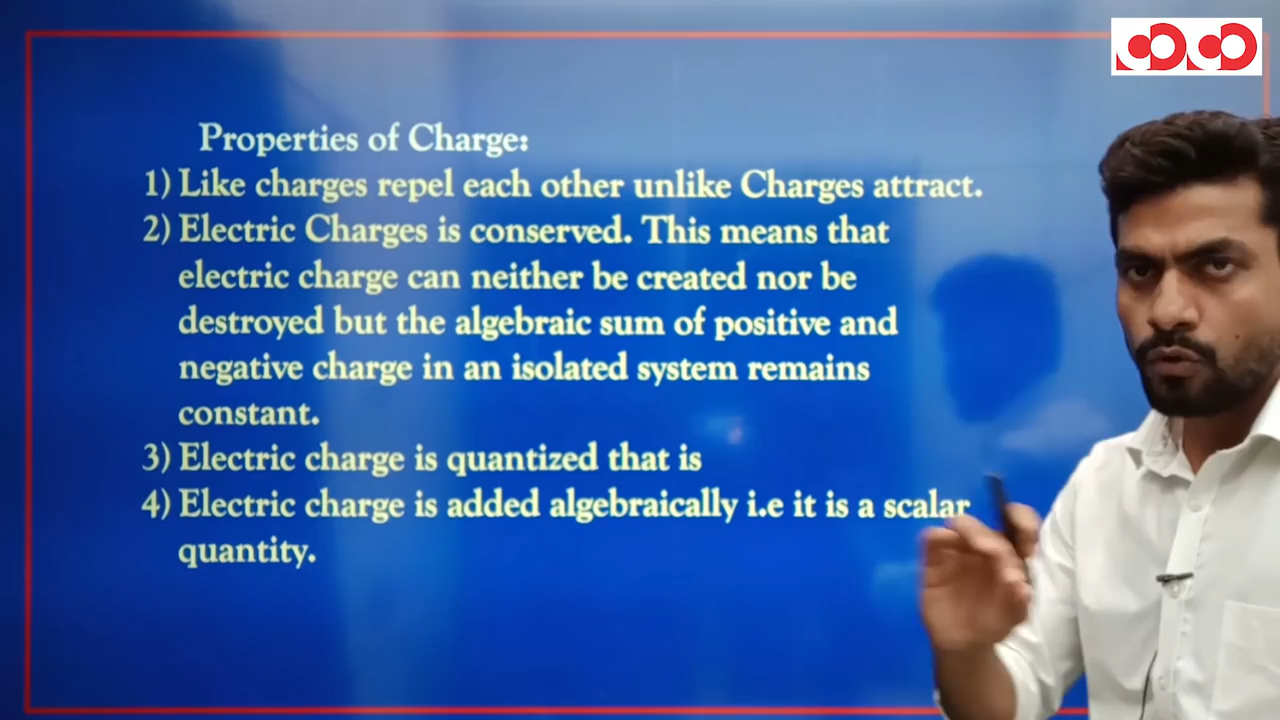 Properties of Charge:
1) Like charges repel each other unlike Charges attract.
2) Electric Charges is conserved. This means that
electric charge can neither be created nor be
destroyed but the algebraic sum of positive and
negative charge in an isolated system remains
constant.
3) Electric charge is quantized that is
4) Electric charge is added algebraically i.e it is a scalar
quantity.